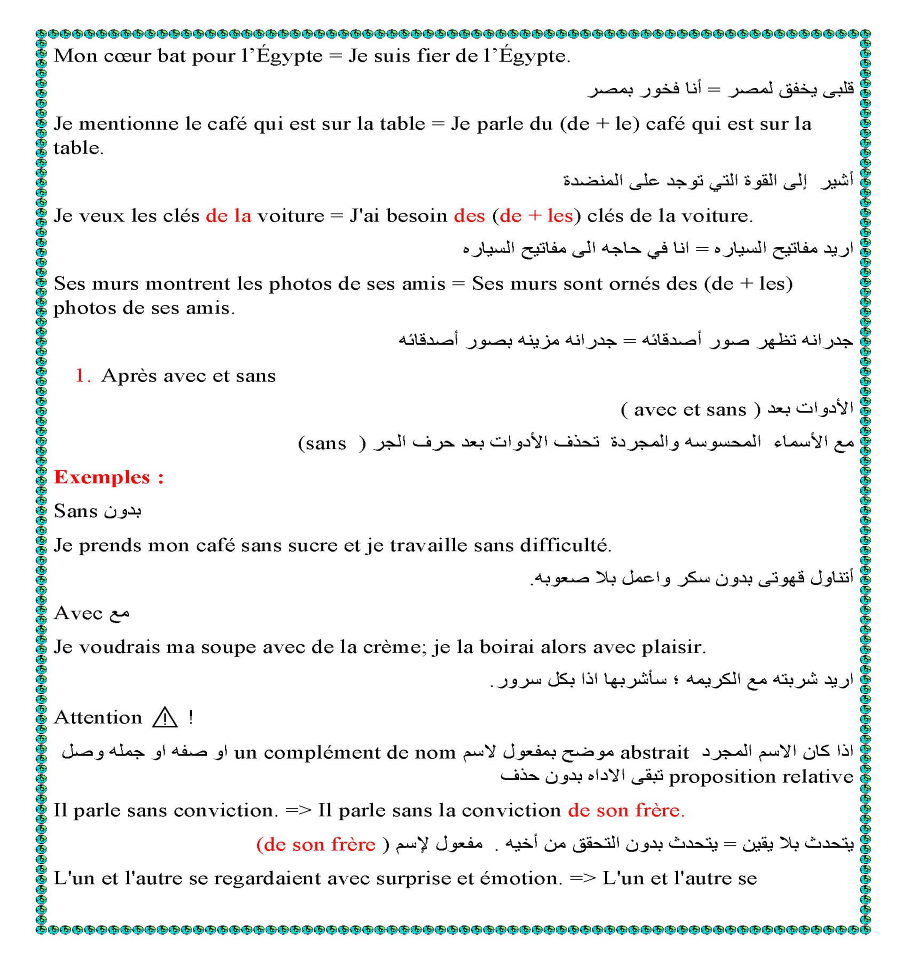 Mon cœur bat pour l’Égypte = Je suis fier de l’Égypte.
قلبى يخفق لمصر = أنا فخور بمصر
Je mentionne le café qui est sur la table = Je parle du (de + le) café qui est sur la
table.
أشير إلى القوة التي توجد على المنضدة
Je veux les clés de la voiture = J'ai besoin des (de + les) clés de la voiture.
اريد مفاتيح السياره = انا في حاجه الى مفاتيح السياره
Ses murs montrent les photos de ses amis = Ses murs sont ornés des (de + les)
photos de ses amis.
جدرانه تظهر صور أصدقائه = جدرانه مزينه بصور أصدقائه
1. Après avec et sans
الأدوات بعد ( avec et sans )
مع الأسماء المحسوسه والمجردة تحذف الأدوات بعد حرف الجر ( sans)
Exemples :
Sans بدون
Je prends mon café sans sucre et je travaille sans difficulté.
أتناول قهوتى بدون سكر واعمل بلا صعوبه.
Avec مع
Je voudrais ma soupe avec de la crème; je la boirai alors avec plaisir.
اريد شربته مع الكريمه ؛ سأشربها اذا بكل سرور.
Attention ⚠ !
اذا كان الاسم المجرد abstrait موضح بمفعول لاسم un complément de nom او صفه او جمله وصل
proposition relative تبقى الاداه بدون حذف
Il parle sans conviction. => Il parle sans la conviction de son frère.
يتحدث بلا يقين = يتحدث بدون التحقق من أخيه . مفعول لإسم ( de son frère)
L'un et l'autre se regardaient avec surprise et émotion. => L'un et l'autre se